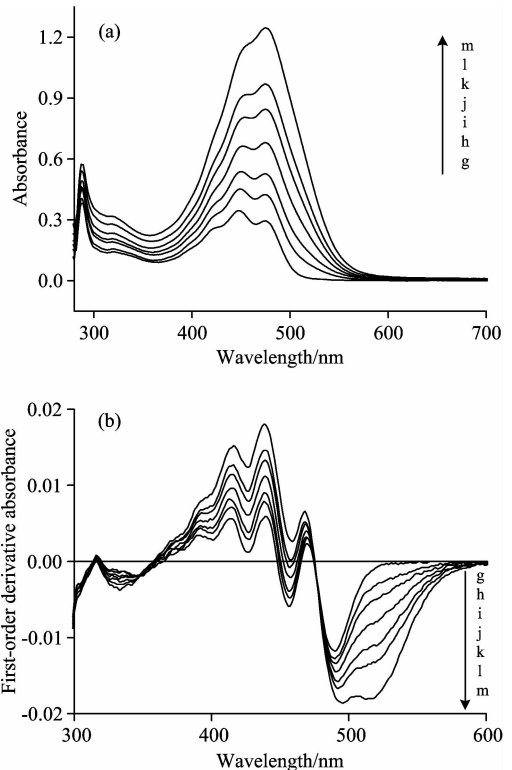 (a)
m
l
k
j
i
h
g
1.2
0.9
0.6
0.3
0.0
Absorbance
300 400 500 600 700
Wavelength/nm
(b)
0.02
0.01
0.00
-0.01
-0.02
First-order derivative absorbance
g
h
i
j
k
l
m
300 400 500 600
Wavelength/nm